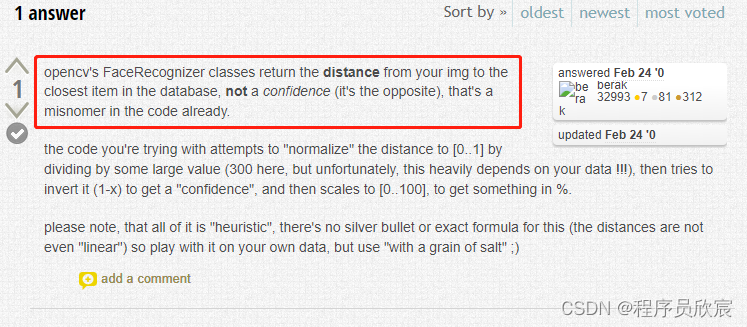 1 answer
Sort by » oldest newest most voted
1
opencv's FaceRecognizer classes return the distance from your img to the
closest item in the database, not a confidence (it's the opposite), that's a
misnomer in the code already.
answered Feb 24 '0
be ra
k
berak
32993 ●7 ●81 ●312
updated Feb 24 '0
the code you're trying with attempts to "normalize" the distance to [0..1] by
dividing by some large value (300 here, but unfortunately, this heavily depends on your data !!!), then tries to
invert it (1-x) to get a "confidence", and then scales to [0..100], to get something in %.
please note, that all of it is "heuristic", there's no silver bullet or exact formula for this (the distances are not
even "linear") so play with it on your own data, but use "with a grain of salt" ;)
add a comment
CSDN @程序员欣宸